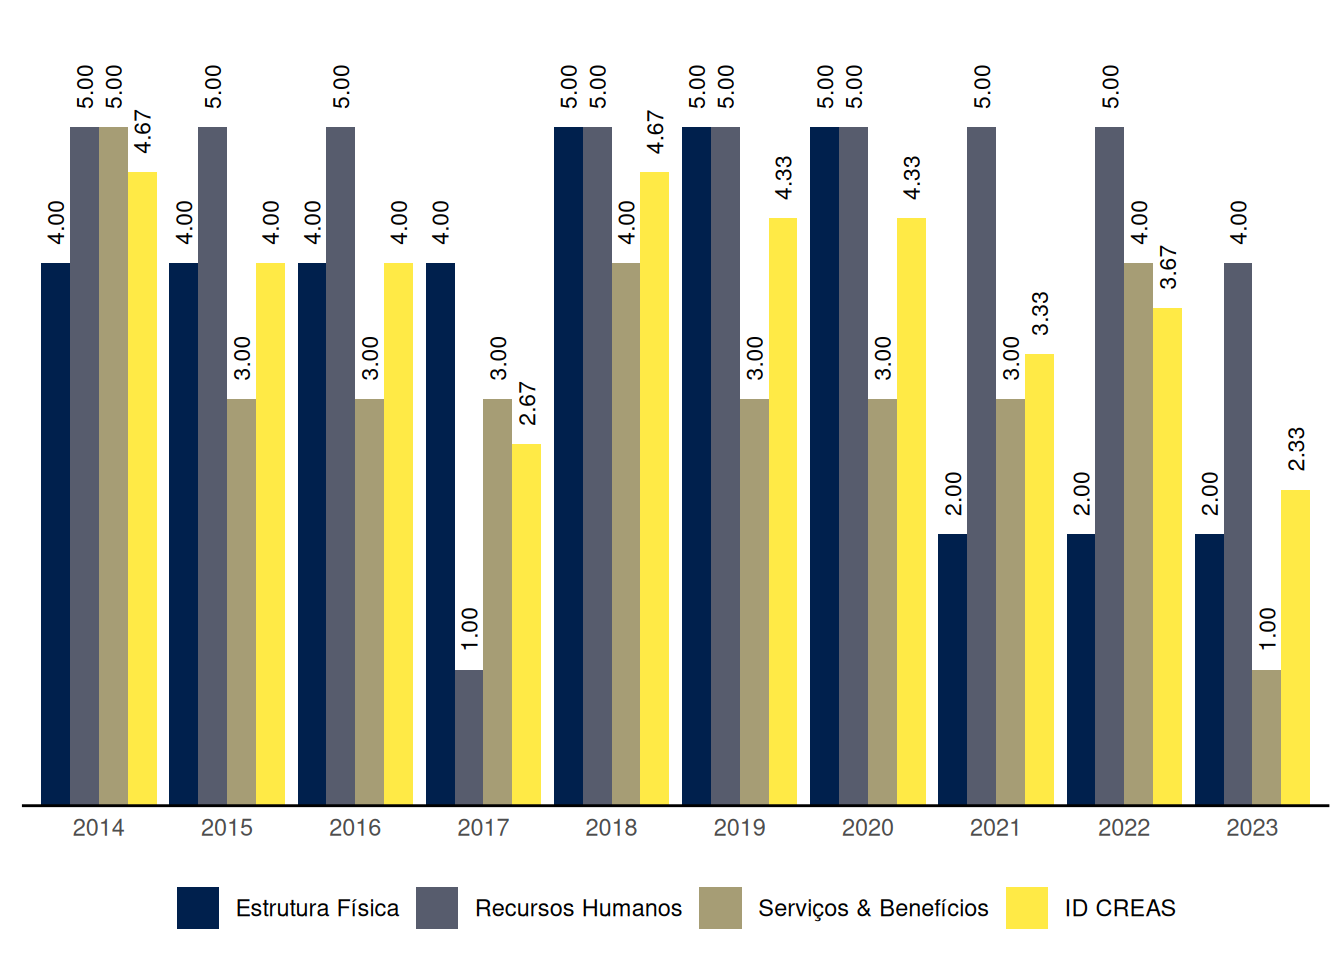 5.00 5.00 5.00 5.00 5.00 5.00 5.00 5.00 5.00 5.00 5.00 5.00
4.67 4.67
4.33 4.33
4.00 4.00 4.00 4.00 4.00 4.00 4.00 4.00 4.00
3.67
3.33
3.00 3.00 3.00 3.00 3.00 3.00
2.67
2.33
2.00 2.00 2.00
1.00 1.00
2014 2015 2016 2017 2018 2019 2020 2021 2022 2023
Estrutura Física Recursos Humanos Serviços & Benefícios ID CREAS